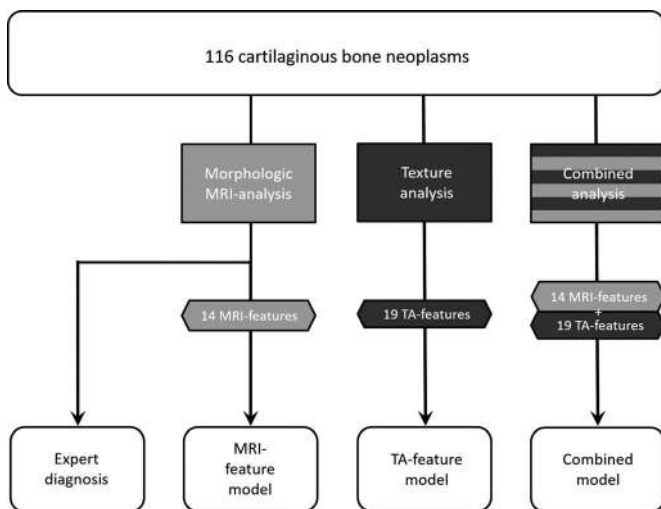 116 cartilaginous bone neoplasms
Morphologic
MRI-analysis
Texture
analysis
Combined
analysis
14 MRI-features
19 TA-features
14 MRI-features
+
19 TA-features
Expert
diagnosis
MRI-
feature
model
TA-feature
model
Combined
model